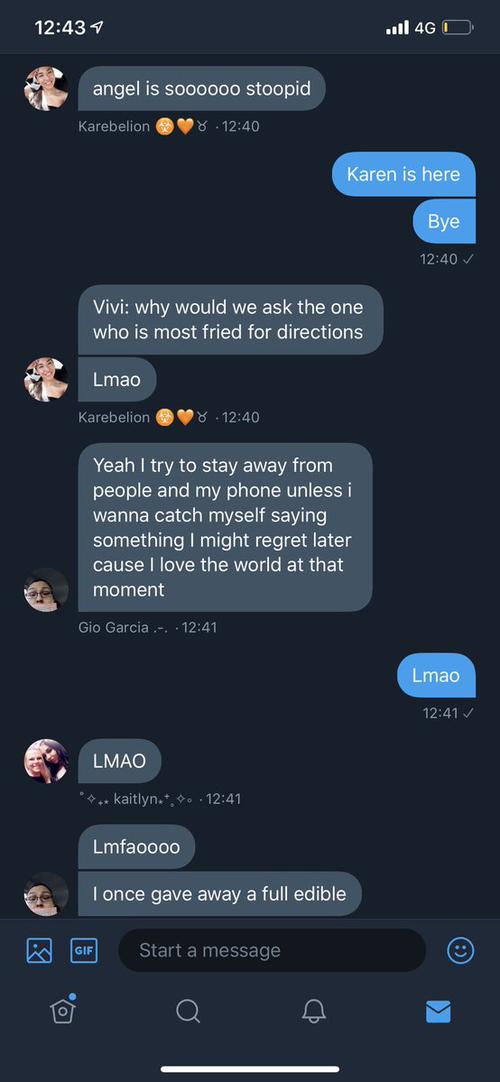 12:43
4G
angel is soooooo stoopid
Karebelion ☣️🧡♉︎ · 12:40
Karen is here
Bye
12:40 ✓
Vivi: why would we ask the one
who is most fried for directions
Lmao
Karebelion ☣️🧡♉︎ · 12:40
Yeah I try to stay away from
people and my phone unless i
wanna catch myself saying
something I might regret later
cause I love the world at that
moment
Gio Garcia .-. · 12:41
Lmao
12:41 ✓
LMAO
˚✧₊⁎ kaitlyn⁎⁺˳✧༚ · 12:41
Lmfaoooo
I once gave away a full edible
GIF
Start a message